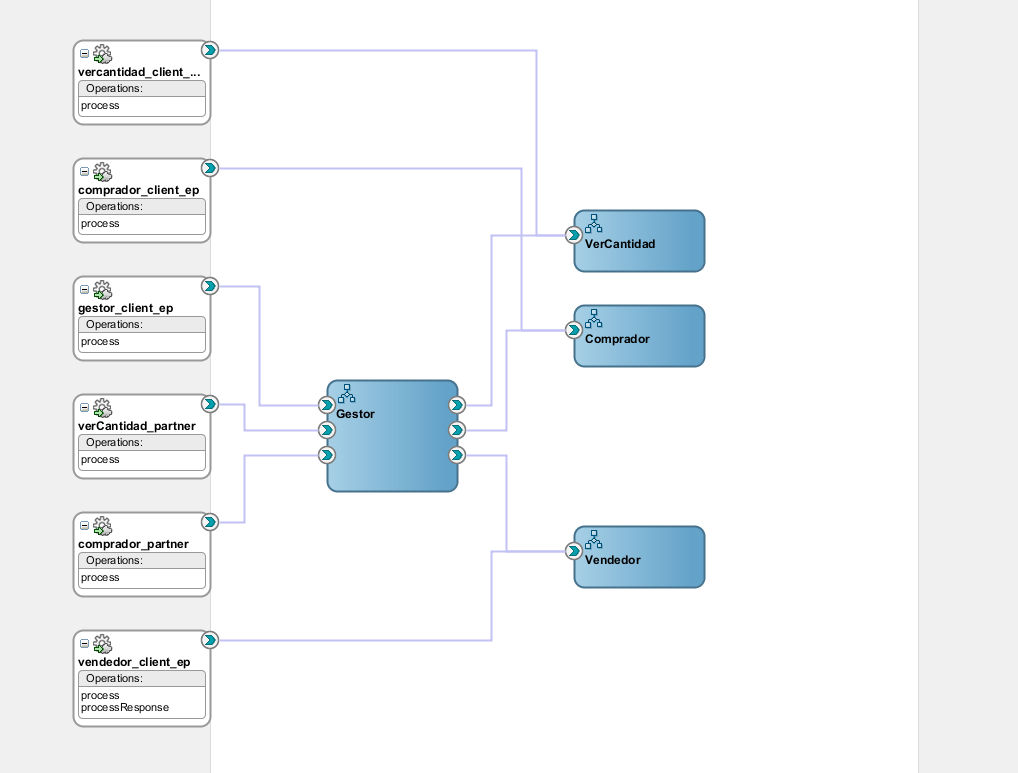 vercantidad_client_...
Operations:
process
comprador_client_ep
Operations:
process
gestor_client_ep
Operations:
process
verCantidad_partner
Operations:
process
comprador_partner
Operations:
process
vendedor_client_ep
Operations:
process
processResponse
Gestor
VerCantidad
Comprador
Vendedor